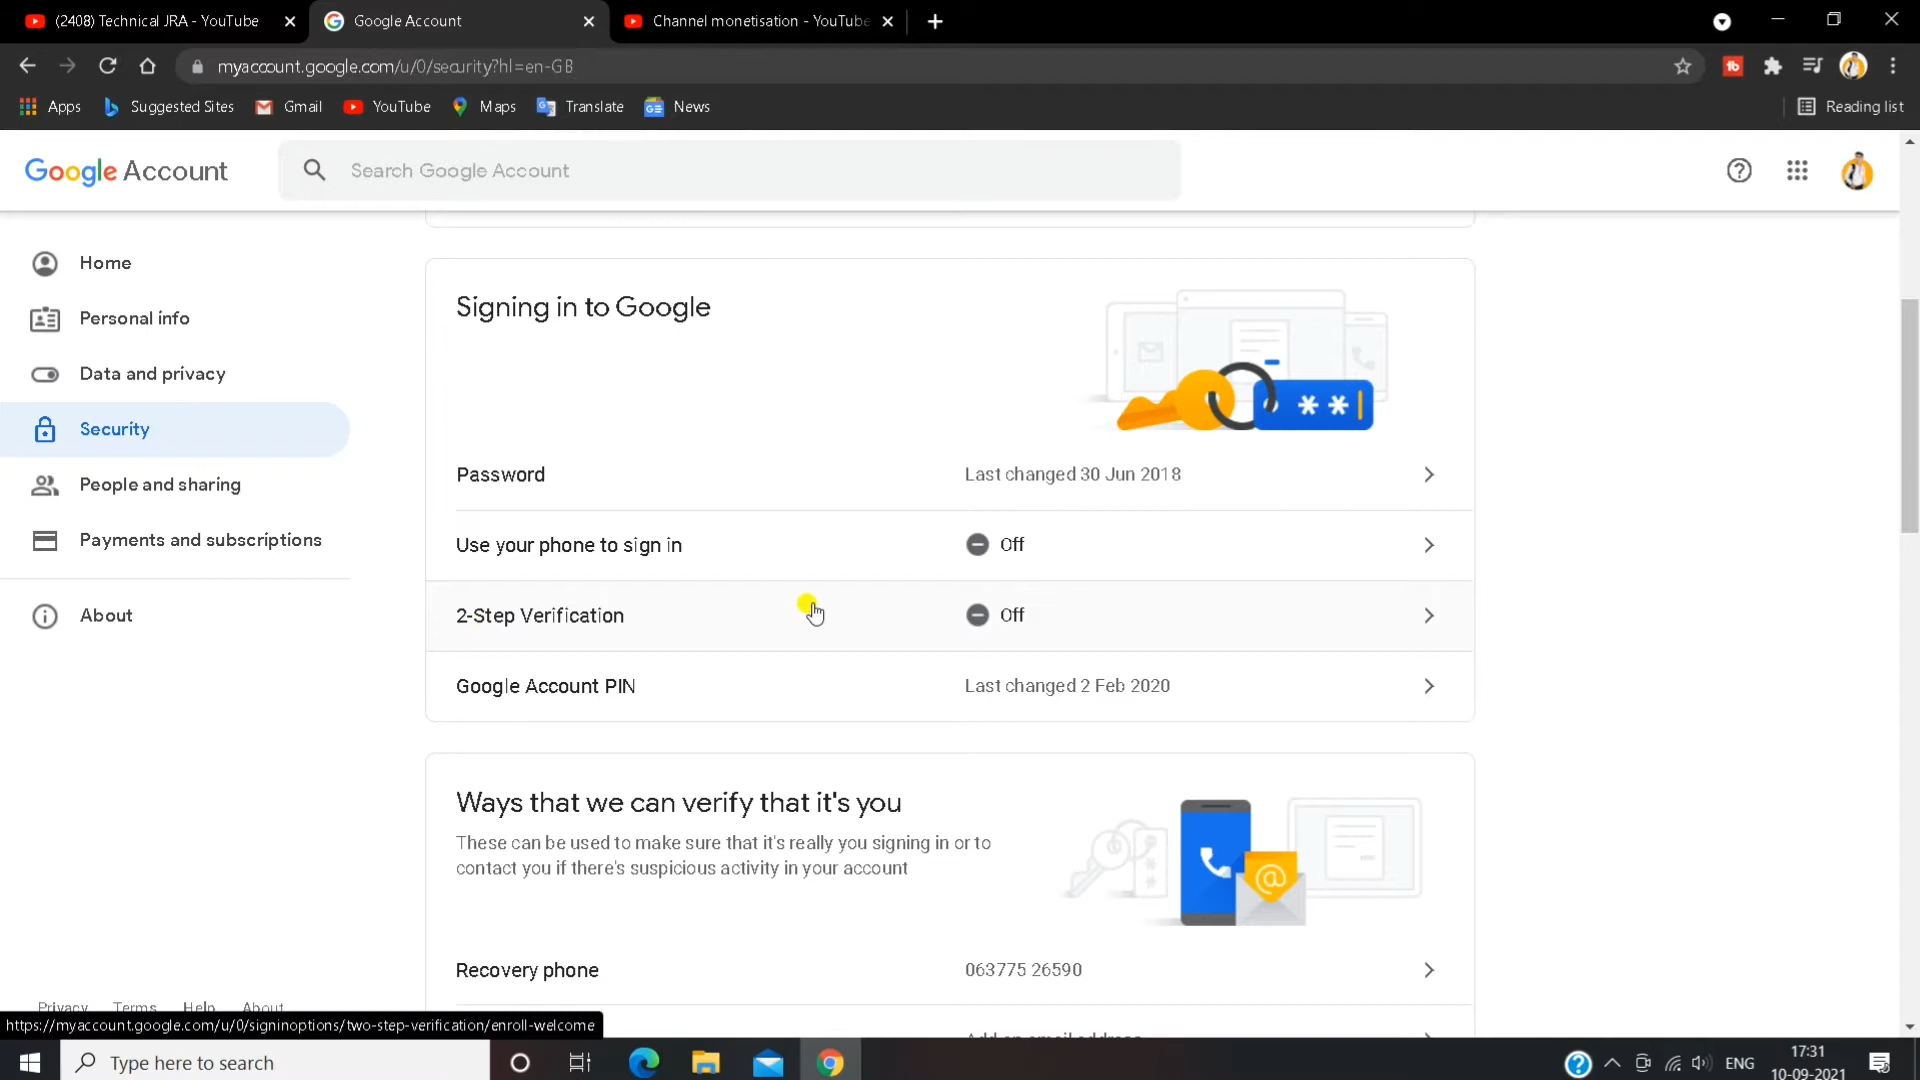 (2408) Technical JRA - YouTube
Google Account
Channel monetisation - YouTube
myaccount.google.com/u/0/security?hl=en-GB
Apps
Suggested Sites
Gmail
YouTube
Maps
Translate
News
Reading list
Google Account
Search Google Account
Home
Personal info
Data and privacy
Security
People and sharing
Payments and subscriptions
About
Signing in to Google
Password
Last changed 30 Jun 2018
Use your phone to sign in
Off
2-Step Verification
Off
Google Account PIN
Last changed 2 Feb 2020
Ways that we can verify that it's you
These can be used to make sure that it's really you signing in or to
contact you if there's suspicious activity in your account
Recovery phone
063775 26590
Add an email address
Privacy Terms Help About
https://myaccount.google.com/u/0/signinoptions/two-step-verification/enroll-welcome
Type here to search
ENG
17:31
10-09-2021